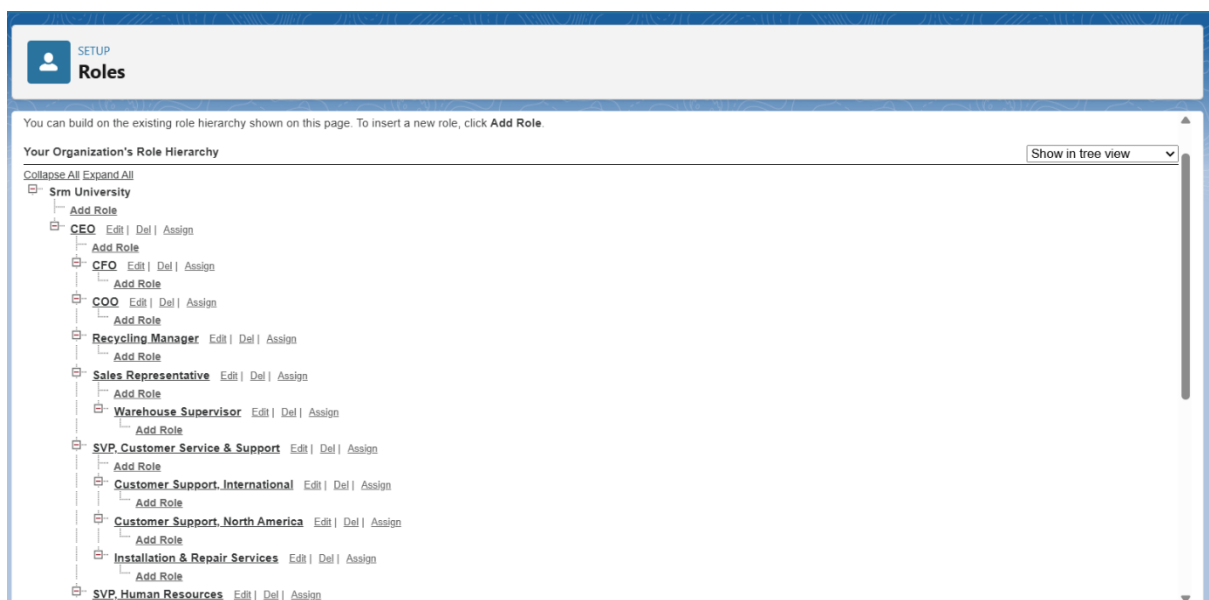 SETUP
Roles
You can build on the existing role hierarchy shown on this page. To insert a new role, click Add Role.
Your Organization's Role Hierarchy Show in tree view
Collapse All Expand All
Srm University
Add Role
CEO Edit | Del | Assign
Add Role
CFO Edit | Del | Assign
Add Role
COO Edit | Del | Assign
Add Role
Recycling Manager Edit | Del | Assign
Add Role
Sales Representative Edit | Del | Assign
Add Role
Warehouse Supervisor Edit | Del | Assign
Add Role
SVP, Customer Service & Support Edit | Del | Assign
Add Role
Customer Support, International Edit | Del | Assign
Add Role
Customer Support, North America Edit | Del | Assign
Add Role
Installation & Repair Services Edit | Del | Assign
Add Role
SVP, Human Resources Edit | Del | Assign